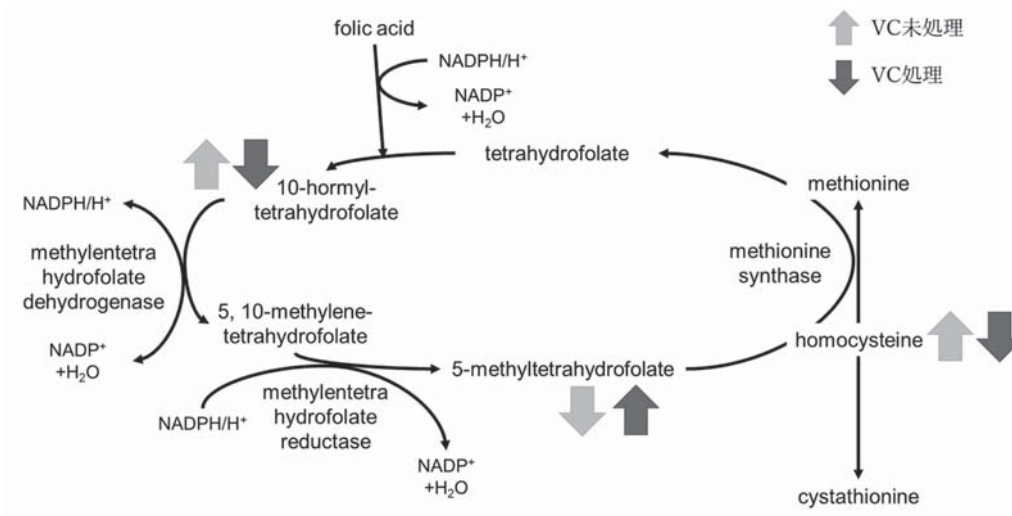 folic acid
VC未処理
VC処理
NADPH/H⁺
NADP⁺
+H₂O
tetrahydrofolate
10-hormyl-
tetrahydrofolate
methionine
NADPH/H⁺
methylentetra
hydrofolate
dehydrogenase
NADP⁺
+H₂O
methionine
synthase
5, 10-methylene-
tetrahydrofolate
homocysteine
5-methyltetrahydrofolate
NADPH/H⁺
methylentetra
hydrofolate
reductase
NADP⁺
+H₂O
cystathionine